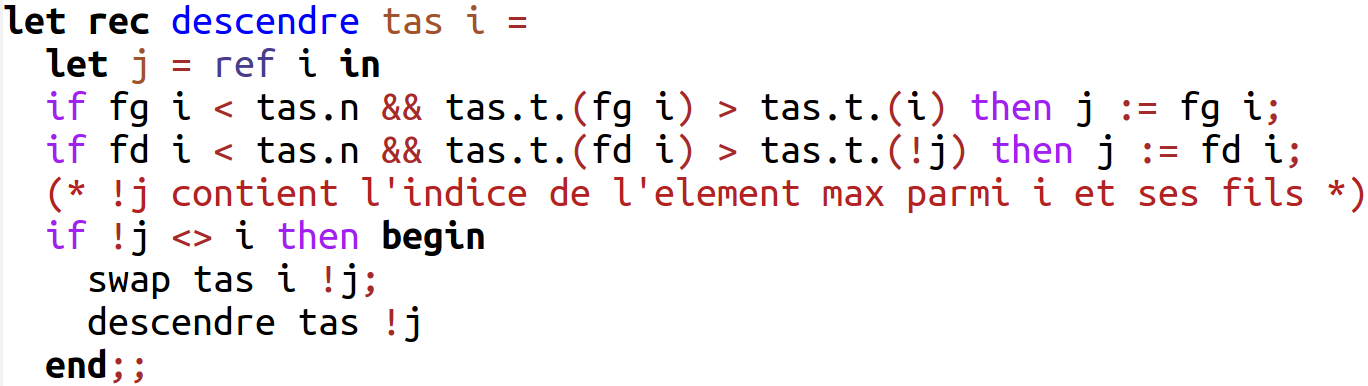 let rec descendre tas i =
  let j = ref i in
  if fg i < tas.n && tas.t.(fg i) > tas.t.(i) then j := fg i;
  if fd i < tas.n && tas.t.(fd i) > tas.t.(!j) then j := fd i;
  (* !j contient l'indice de l'element max parmi i et ses fils *)
  if !j <> i then begin
    swap tas i !j;
    descendre tas !j
  end;;